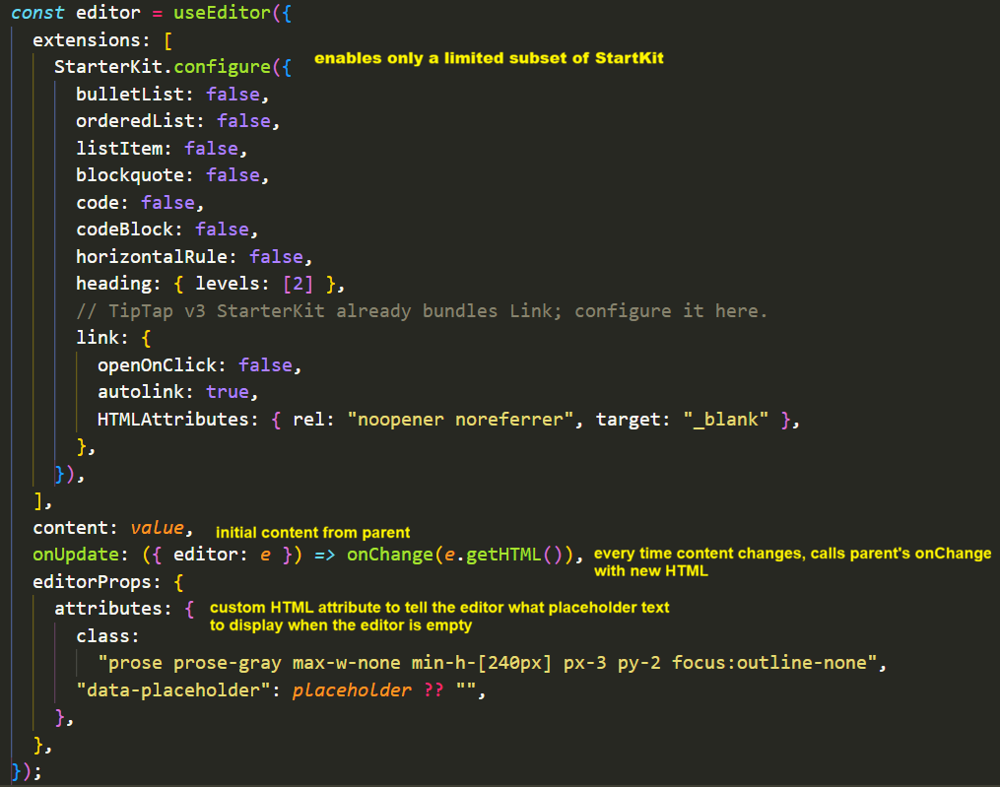 const editor = useEditor({
extensions: [
StarterKit.configure({ enables only a limited subset of StartKit
bulletList: false,
orderedList: false,
listItem: false,
blockquote: false,
code: false,
codeBlock: false,
horizontalRule: false,
heading: { levels: [2] },
// TipTap v3 StarterKit already bundles Link; configure it here.
link: {
openOnClick: false,
autolink: true,
HTMLAttributes: { rel: "noopener noreferrer", target: "_blank" },
},
}),
],
content: value, initial content from parent
onUpdate: ({ editor: e }) => onChange(e.getHTML()), every time content changes, calls parent's onChange
with new HTML
editorProps: {
attributes: { custom HTML attribute to tell the editor what placeholder text
to display when the editor is empty
class:
"prose prose-gray max-w-none min-h-[240px] px-3 py-2 focus:outline-none",
"data-placeholder": placeholder ?? "",
},
},
});